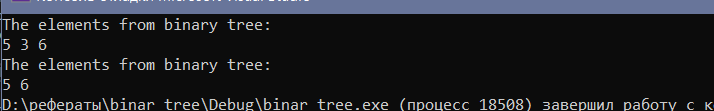 The elements from binary tree:
5 3 6
The elements from binary tree:
5 6
D:\рефераты\binar tree\Debug\binar tree.exe (процесс 18508) завершил работу с к